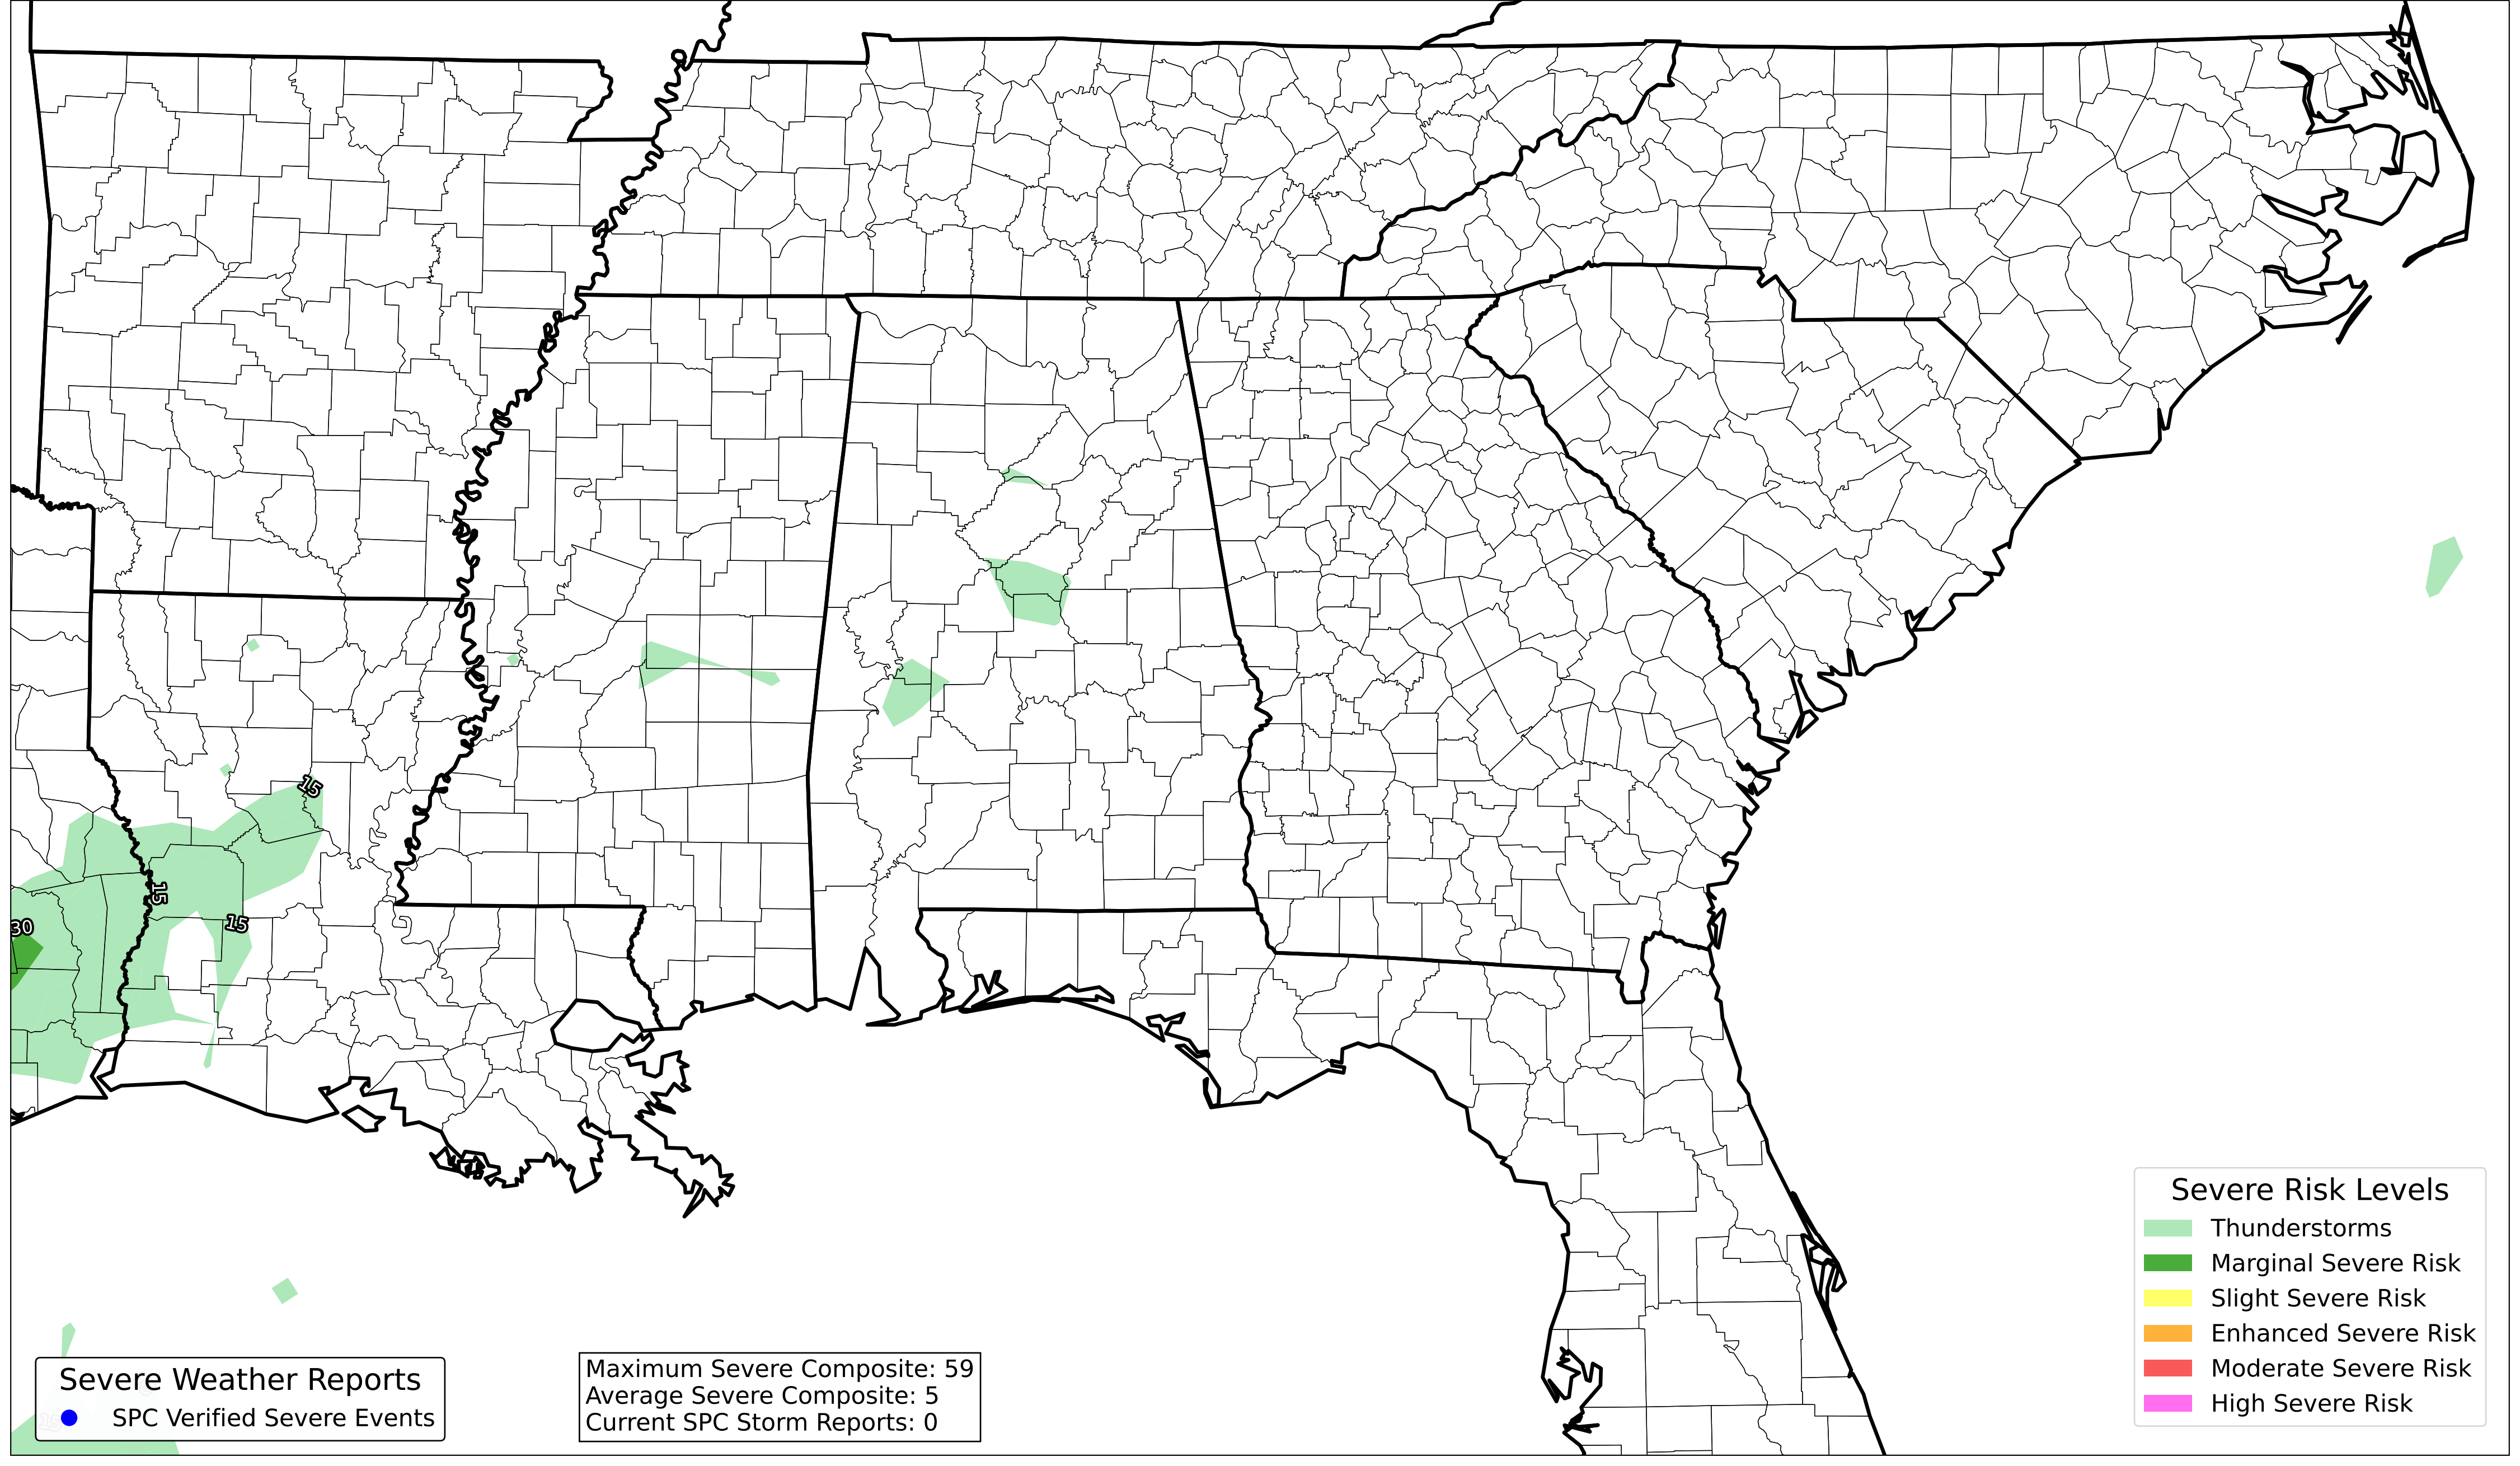 15
15
15
30
Severe Risk Levels
Thunderstorms
Marginal Severe Risk
Slight Severe Risk
Enhanced Severe Risk
Moderate Severe Risk
High Severe Risk
Severe Weather Reports
SPC Verified Severe Events
Maximum Severe Composite: 59
Average Severe Composite: 5
Current SPC Storm Reports: 0